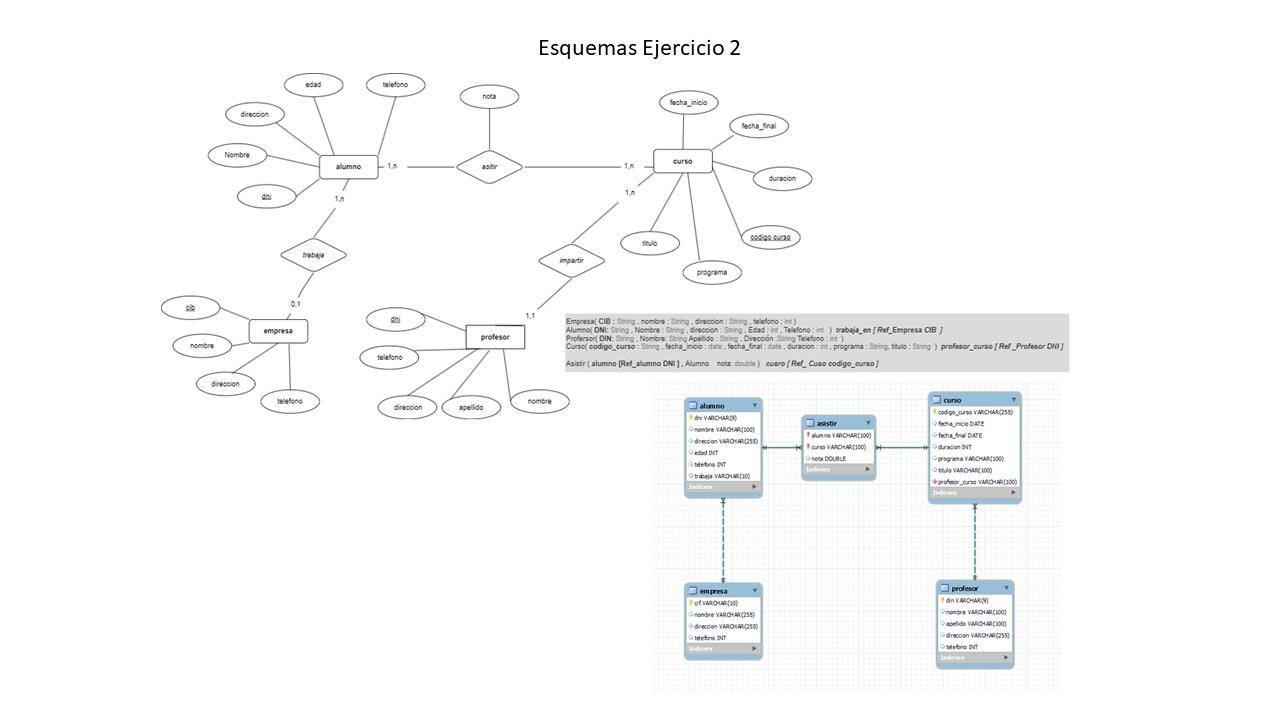 Esquemas Ejercicio 2
edad
telefono
direccion
Nombre
dni
alumno
1,n
nota
asitir
1,n
fecha_inicio
fecha_final
curso
duracion
codigo curso
titulo
programa
1,n
1,n
trabaja
0,1
impartir
1,1
cib
nombre
direccion
telefono
empresa
dni
telefono
direccion
apellido
nombre
profesor
Empresa( CIB : String , nombre : String , direccion : String , telefono ; int )
Alumno( DNI: String , Nombre : String , direccion : String , Edad : int , Telefono : int ) trabaja_en [ Ref_Empresa CIB ]
Profersor( DIN: String , Nombre: String Apellido : String , Dirección :String Telefono : int )
Curso( codigo_curso : String , fecha_inicio : date , fecha_final : date , duracion : int , programa : String, titulo : String ) profesor_curso [ Ref _Profesor DNI ]
Asistir ( alumno [Ref_alumno DNI ] , Alumno nota: double ) cusro [ Ref_ Cuso codigo_curso ]
alumno
dni VARCHAR(9)
nombre VARCHAR(100)
direccion VARCHAR(255)
edad INT
telefono INT
trabaja VARCHAR(10)
Indexes
asistir
alumno VARCHAR(100)
curso VARCHAR(100)
nota DOUBLE
Indexes
curso
codigo_curso VARCHAR(255)
fecha_inicio DATE
fecha_final DATE
duracion INT
programa VARCHAR(100)
titulo VARCHAR(100)
profesor_curso VARCHAR(100)
Indexes
empresa
cif VARCHAR(10)
nombre VARCHAR(255)
direccion VARCHAR(255)
telefono INT
Indexes
profesor
din VARCHAR(9)
nombre VARCHAR(100)
apellido VARCHAR(100)
direccion VARCHAR(255)
telefono INT
Indexes